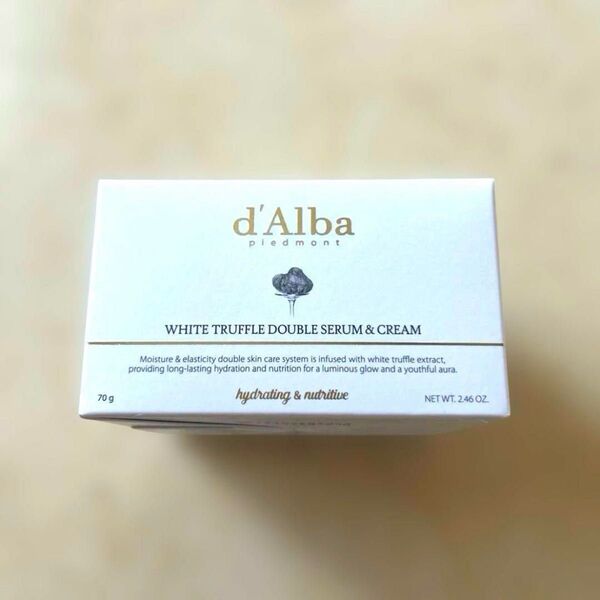 d'Alba
piedmont
WHITE TRUFFLE DOUBLE SERUM & CREAM
Moisture & elasticity double skin care system is infused with white truffle extract,
providing long-lasting hydration and nutrition for a luminous glow and a youthful aura.
70 g
hydrating & nutritive
NET WT. 2.46 OZ.